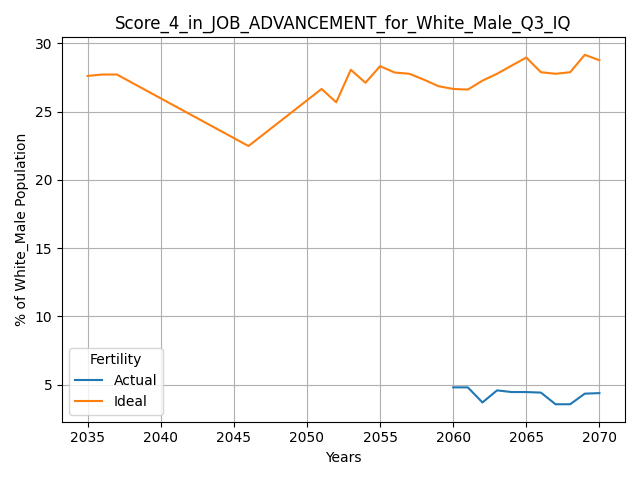 Score_4_in_JOB_ADVANCEMENT_for_White_Male_Q3_IQ
% of White_Male Population
30
25
20
15
10
5
Fertility
Actual
Ideal
2035 2040 2045 2050 2055 2060 2065 2070
Years